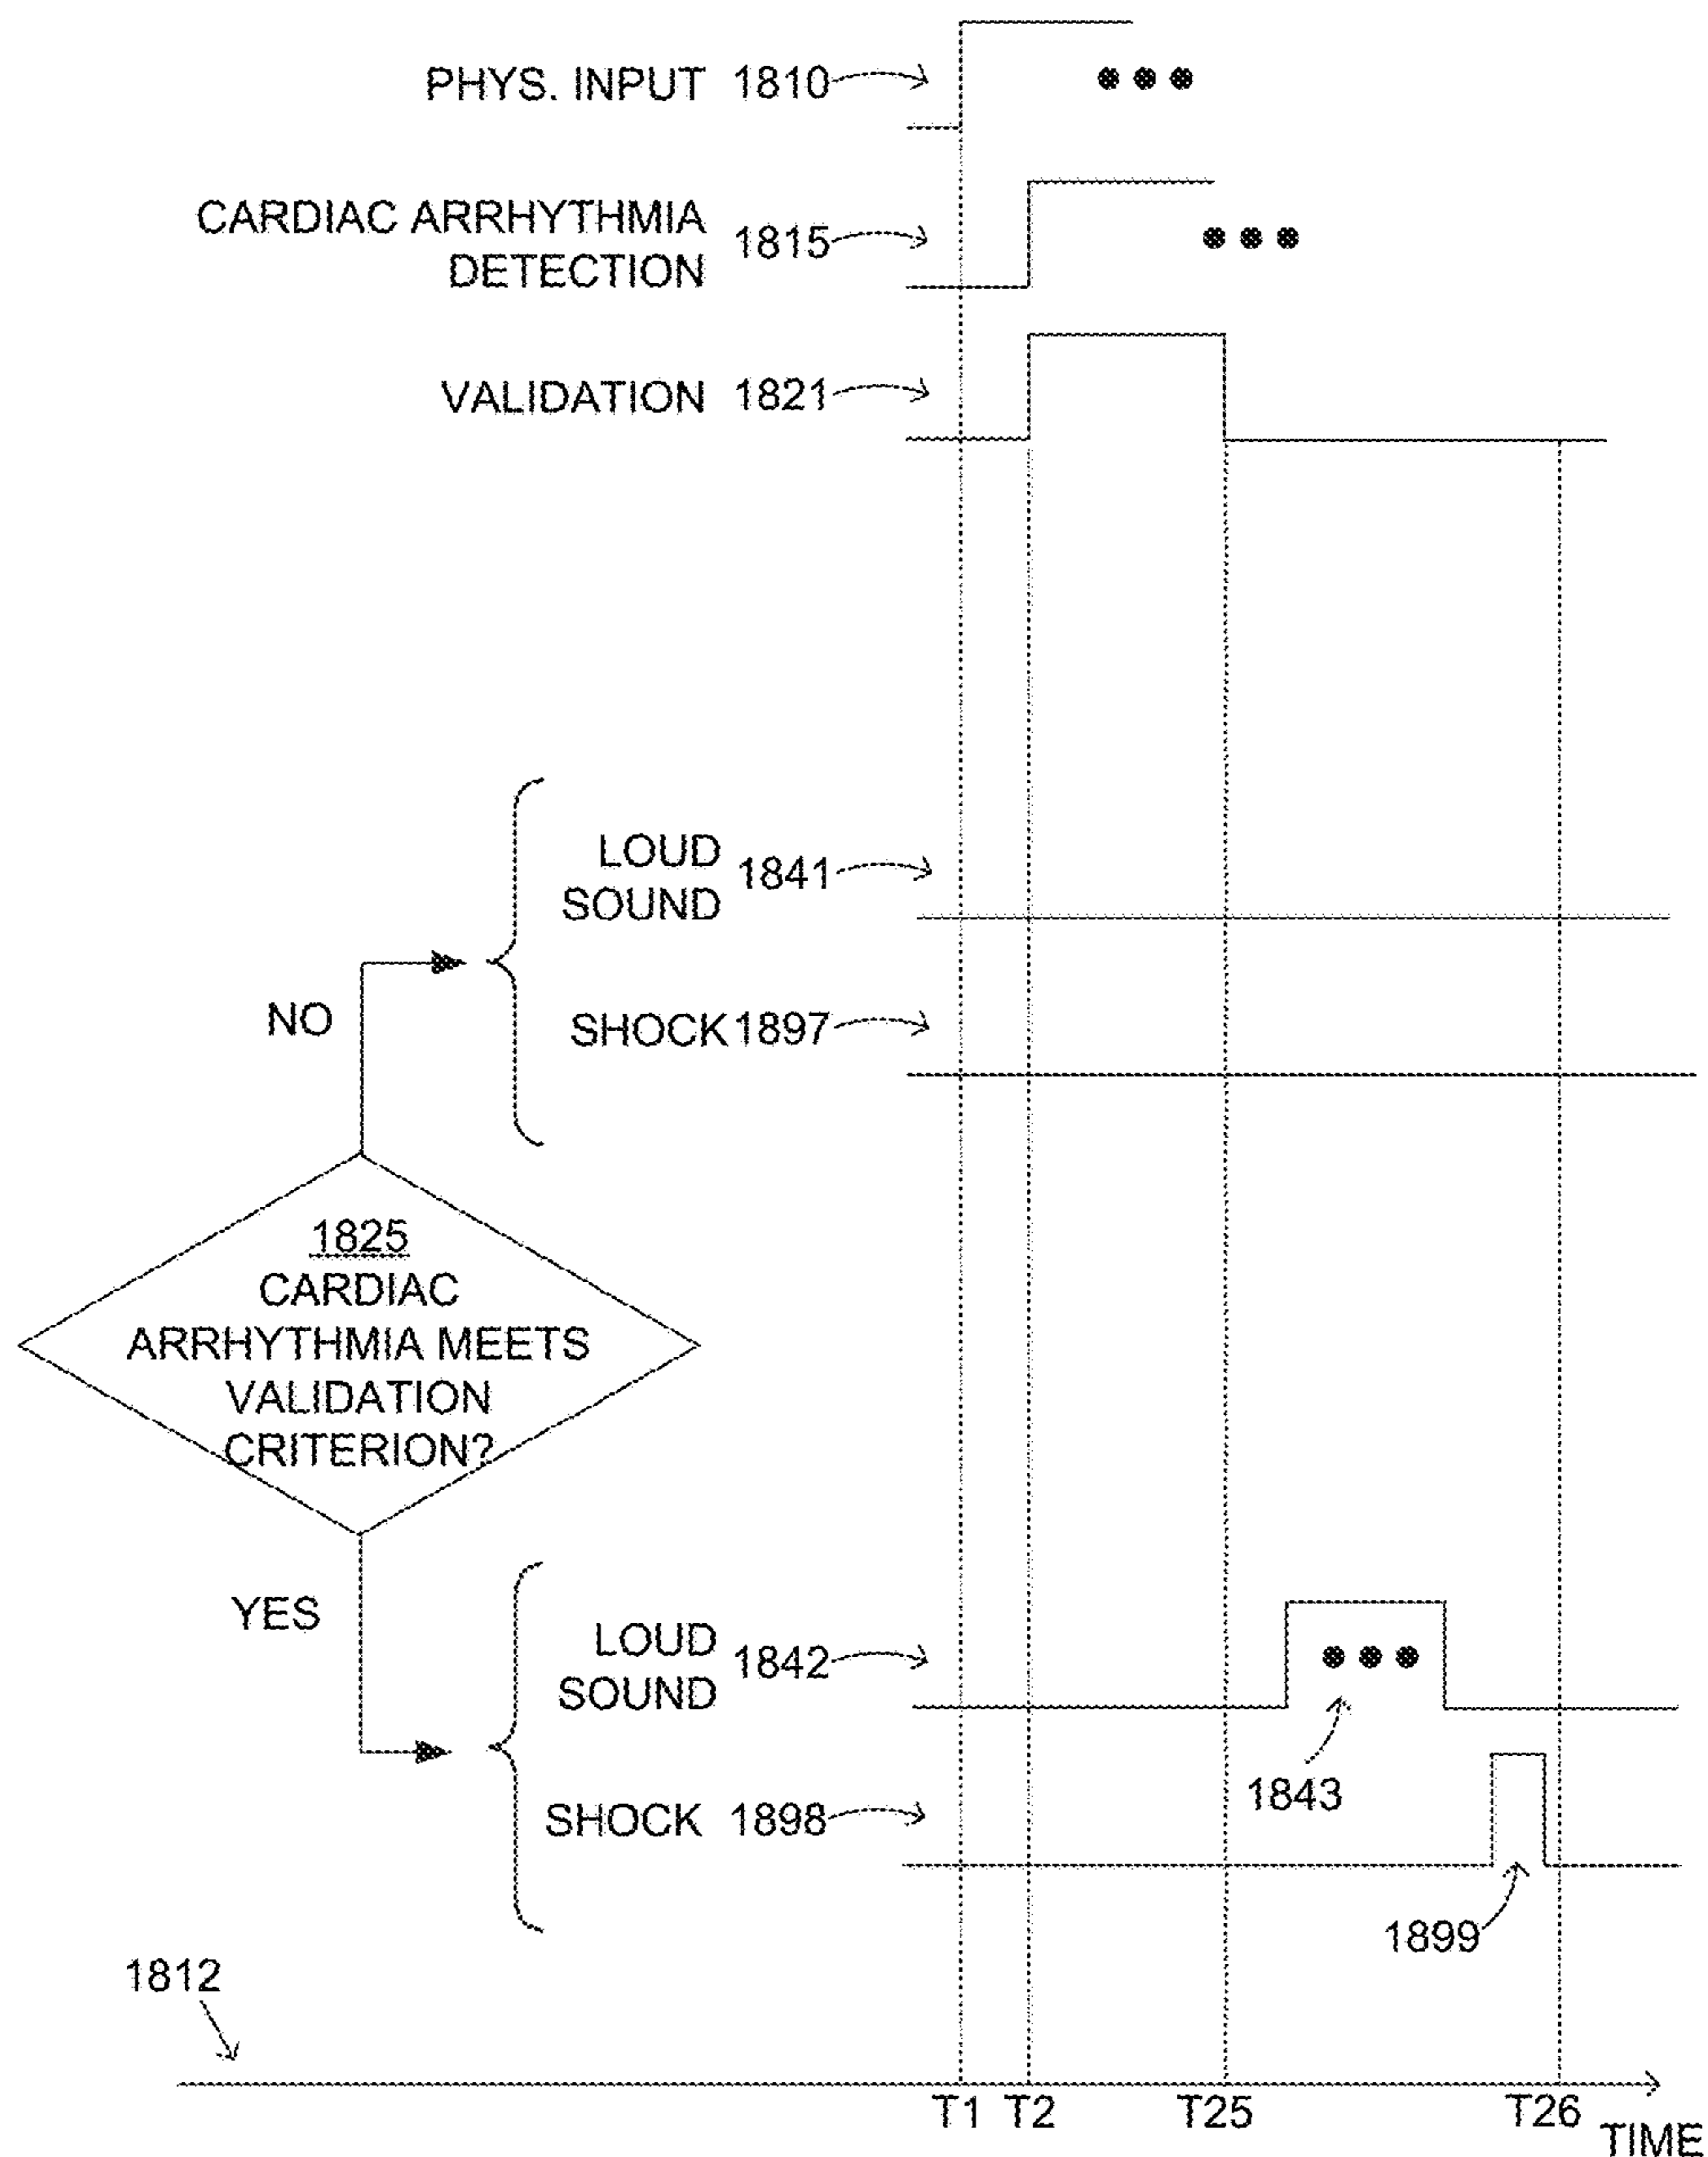 PHYS. INPUT 1810
CARDIAC ARRHYTHMIA
DETECTION
1815
VALIDATION 1821
LOUD
SOUND
1841
SHOCK 1897
NO
1825
CARDIAC
ARRHYTHMIA MEETS
VALIDATION
CRITERION?
YES
LOUD
SOUND
1842
1843
SHOCK 1898
1899
1812
T1 T2 T25 T26
TIME